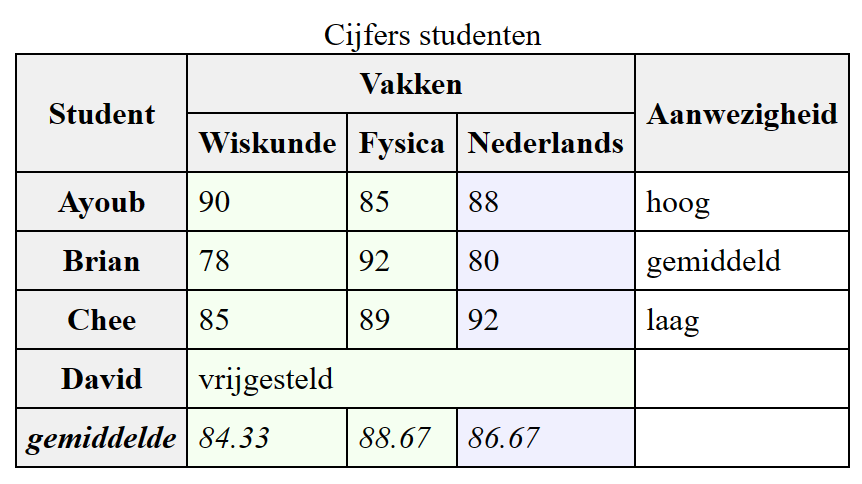 Cijfers studenten
Student Vakken Aanwezigheid
Wiskunde Fysica Nederlands
Ayoub 90 85 88 hoog
Brian 78 92 80 gemiddeld
Chee 85 89 92 laag
David vrijgesteld
gemiddelde 84.33 88.67 86.67